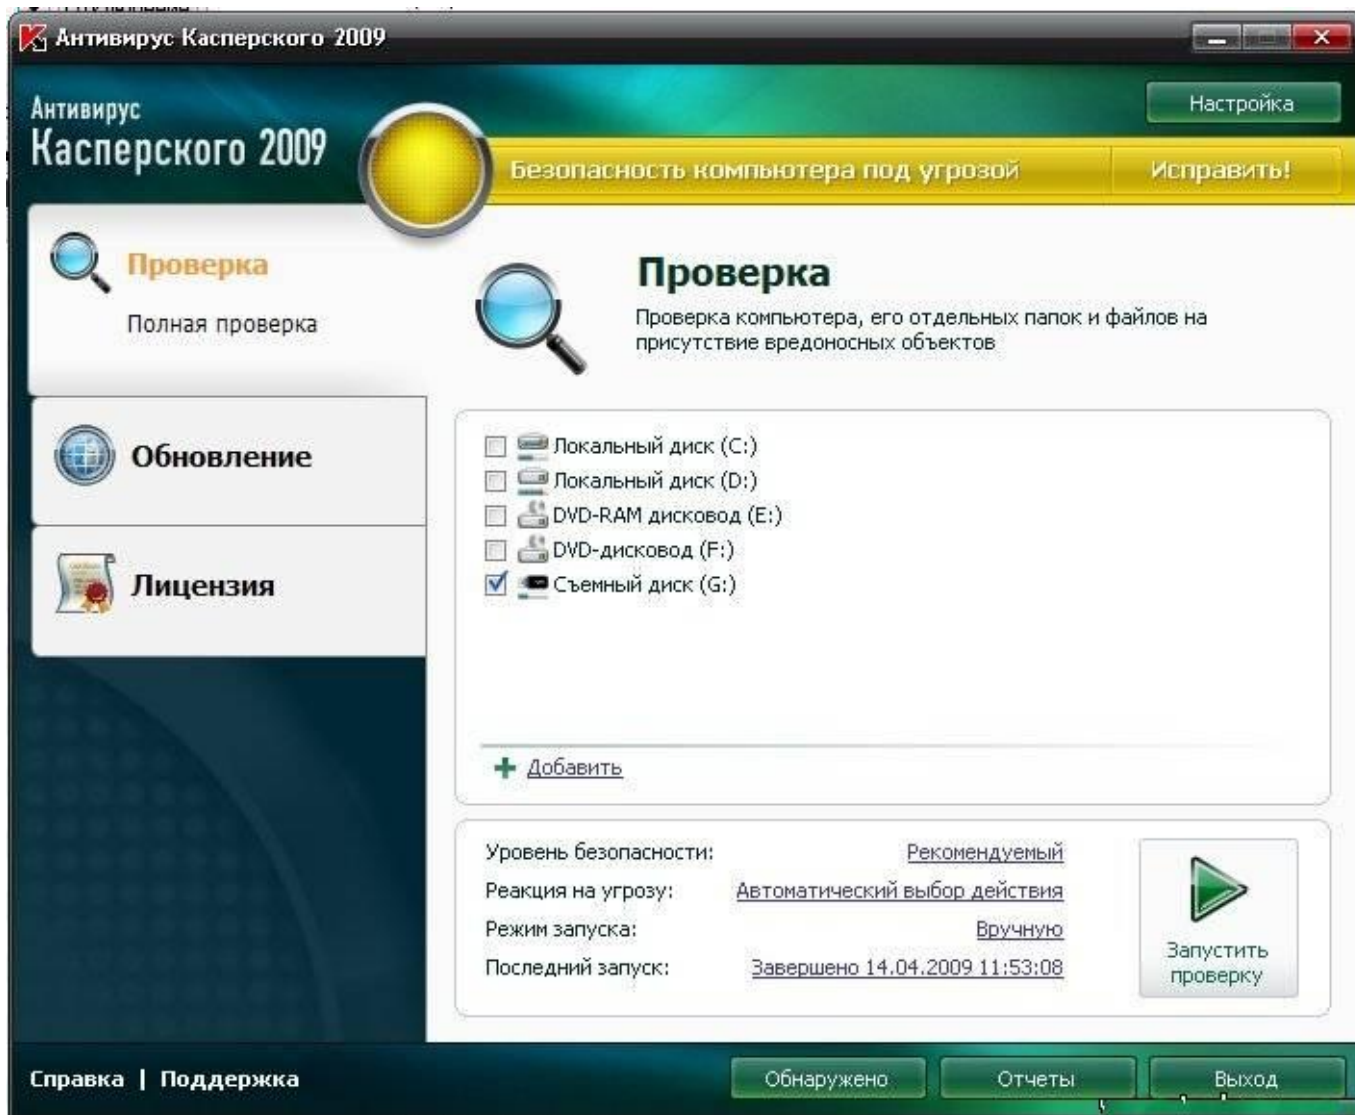 Антивирус Касперского 2009
Антивирус
Касперского 2009
Настройка
Безопасность компьютера под угрозой
Исправить!
Проверка
Полная проверка
Обновление
Лицензия
Проверка
Проверка компьютера, его отдельных папок и файлов на
присутствие вредоносных объектов
Локальный диск (C:)
Локальный диск (D:)
DVD-RAM дисковод (E:)
DVD-дисковод (F:)
Съемный диск (G:)
Добавить
Уровень безопасности: Рекомендуемый
Реакция на угрозу: Автоматический выбор действия
Режим запуска: Вручную
Последний запуск: Завершено 14.04.2009 11:53:08
Запустить
проверку
Справка | Поддержка
Обнаружено
Отчеты
Выход